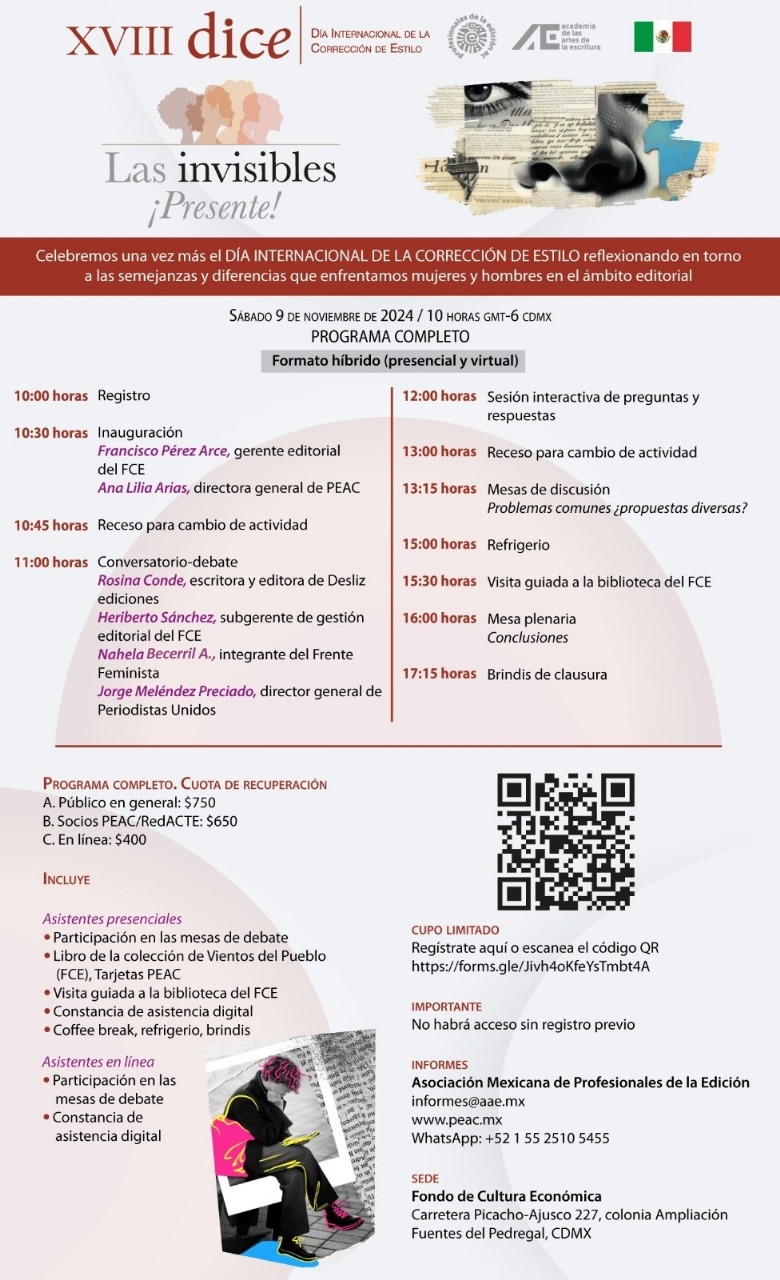 XVIII dice
DÍA INTERNACIONAL DE LA
CORRECCIÓN DE ESTILO
profesionales de la edición ac
academia
de las
artes de
la escritura
Las invisibles
¡Presente!
Celebremos una vez más el DÍA INTERNACIONAL DE LA CORRECCIÓN DE ESTILO reflexionando en torno
a las semejanzas y diferencias que enfrentamos mujeres y hombres en el ámbito editorial
SÁBADO 9 DE NOVIEMBRE DE 2024 / 10 HORAS GMT-6 CDMX
PROGRAMA COMPLETO
Formato híbrido (presencial y virtual)
10:00 horas Registro
10:30 horas Inauguración
Francisco Pérez Arce, gerente editorial
del FCE
Ana Lilia Arias, directora general de PEAC
10:45 horas Receso para cambio de actividad
11:00 horas Conversatorio-debate
Rosina Conde, escritora y editora de Desliz
ediciones
Heriberto Sánchez, subgerente de gestión
editorial del FCE
Nahela Becerril A., integrante del Frente
Feminista
Jorge Meléndez Preciado, director general de
Periodistas Unidos
12:00 horas Sesión interactiva de preguntas y
respuestas
13:00 horas Receso para cambio de actividad
13:15 horas Mesas de discusión
Problemas comunes ¿propuestas diversas?
15:00 horas Refrigerio
15:30 horas Visita guiada a la biblioteca del FCE
16:00 horas Mesa plenaria
Conclusiones
17:15 horas Brindis de clausura
PROGRAMA COMPLETO. CUOTA DE RECUPERACIÓN
A. Público en general: $750
B. Socios PEAC/RedACTE: $650
C. En línea: $400
INCLUYE
Asistentes presenciales
• Participación en las mesas de debate
• Libro de la colección de Vientos del Pueblo
(FCE), Tarjetas PEAC
• Visita guiada a la biblioteca del FCE
• Constancia de asistencia digital
• Coffee break, refrigerio, brindis
Asistentes en línea
• Participación en las
mesas de debate
• Constancia de
asistencia digital
CUPO LIMITADO
Regístrate aquí o escanea el código QR
https://forms.gle/Jivh4oKfeYsTmbt4A
IMPORTANTE
No habrá acceso sin registro previo
INFORMES
Asociación Mexicana de Profesionales de la Edición
informes@aae.mx
www.peac.mx
WhatsApp: +52 1 55 2510 5455
SEDE
Fondo de Cultura Económica
Carretera Picacho-Ajusco 227, colonia Ampliación
Fuentes del Pedregal, CDMX